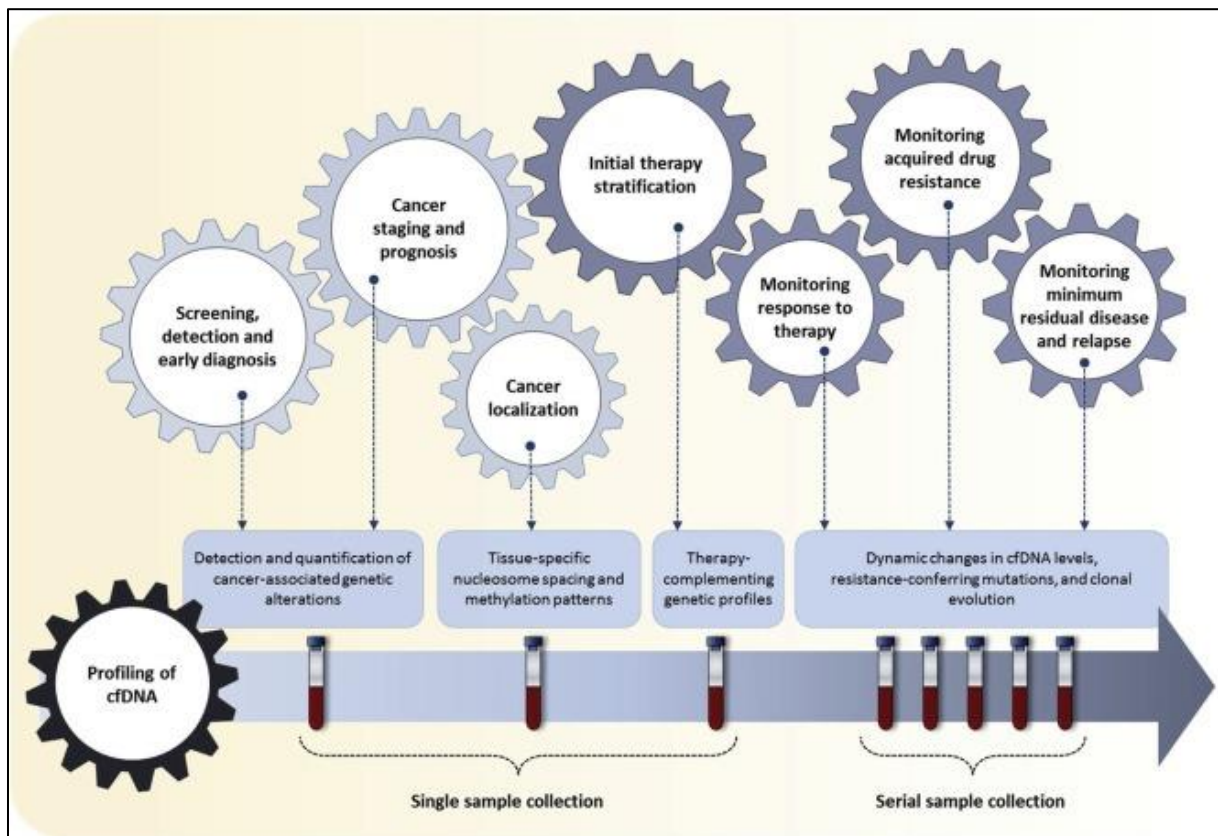 Screening,
detection and
early diagnosis
Cancer
staging and
prognosis
Cancer
localization
Initial therapy
stratification
Monitoring
response to
therapy
Monitoring
acquired drug
resistance
Monitoring
minimum
residual disease
and relapse
Detection and quantification of
cancer-associated genetic
alterations
Tissue-specific
nucleosome spacing and
methylation patterns
Therapy-
complementing
genetic profiles
Dynamic changes in cfDNA levels,
resistance-conferring mutations, and clonal
evolution
Profiling of
cfDNA
Single sample collection
Serial sample collection